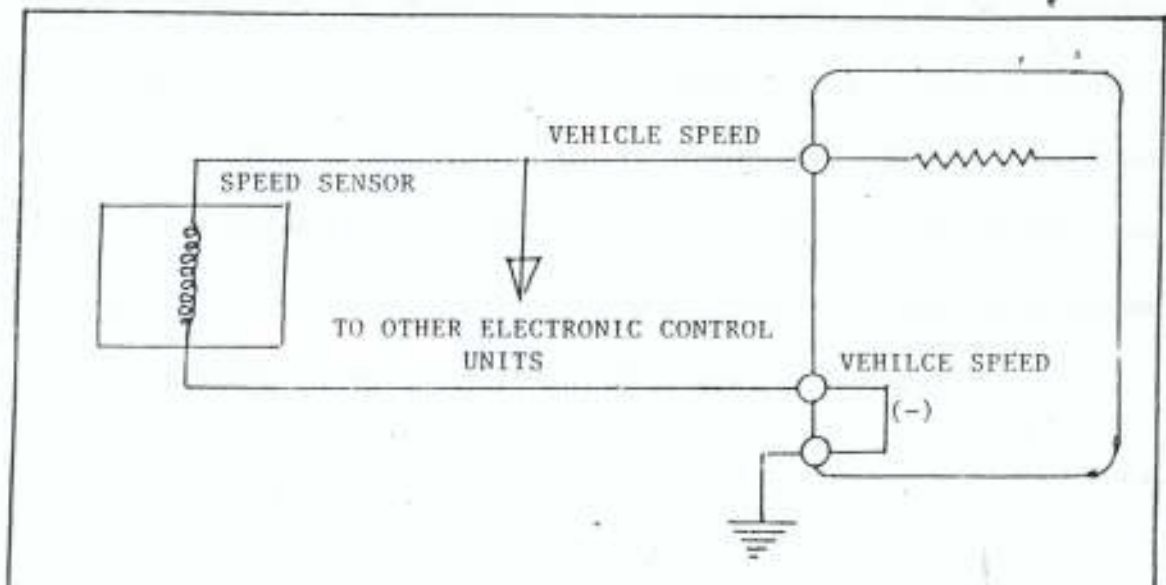 VEHICLE SPEED
SPEED SENSOR
TO OTHER ELECTRONIC CONTROL
UNITS
VEHILCE SPEED
(-)